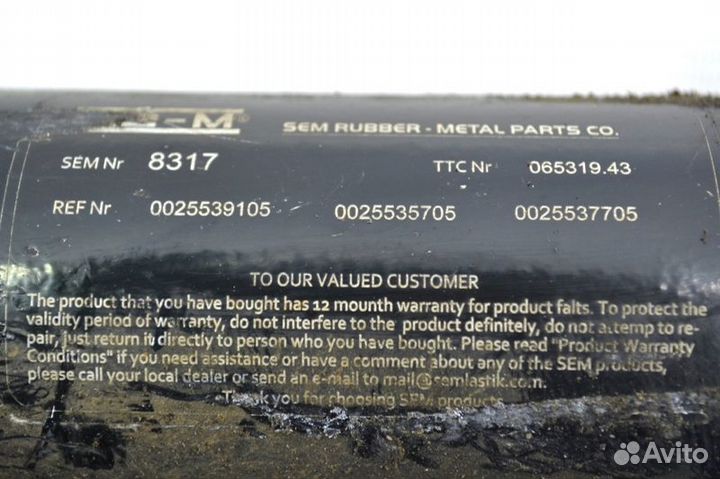 S-M®
SEM RUBBER - METAL PARTS CO.
SEM Nr 8317 TTC Nr 065319.43
REF Nr 0025539105 0025535705 0025537705
TO OUR VALUED CUSTOMER
The product that you have bought has 12 mounth warranty for product falts. To protect the
validity period of warranty, do not interfere to the product definitely, do not attemp to re-
pair, just return it directly to person who you have bought. Please read "Product Warranty
Conditions" if you need assistance or have a comment about any of the SEM products,
please call your local dealer or send an e-mail to mail@semlastik.com.
Thank you for choosing SEM products
Avito